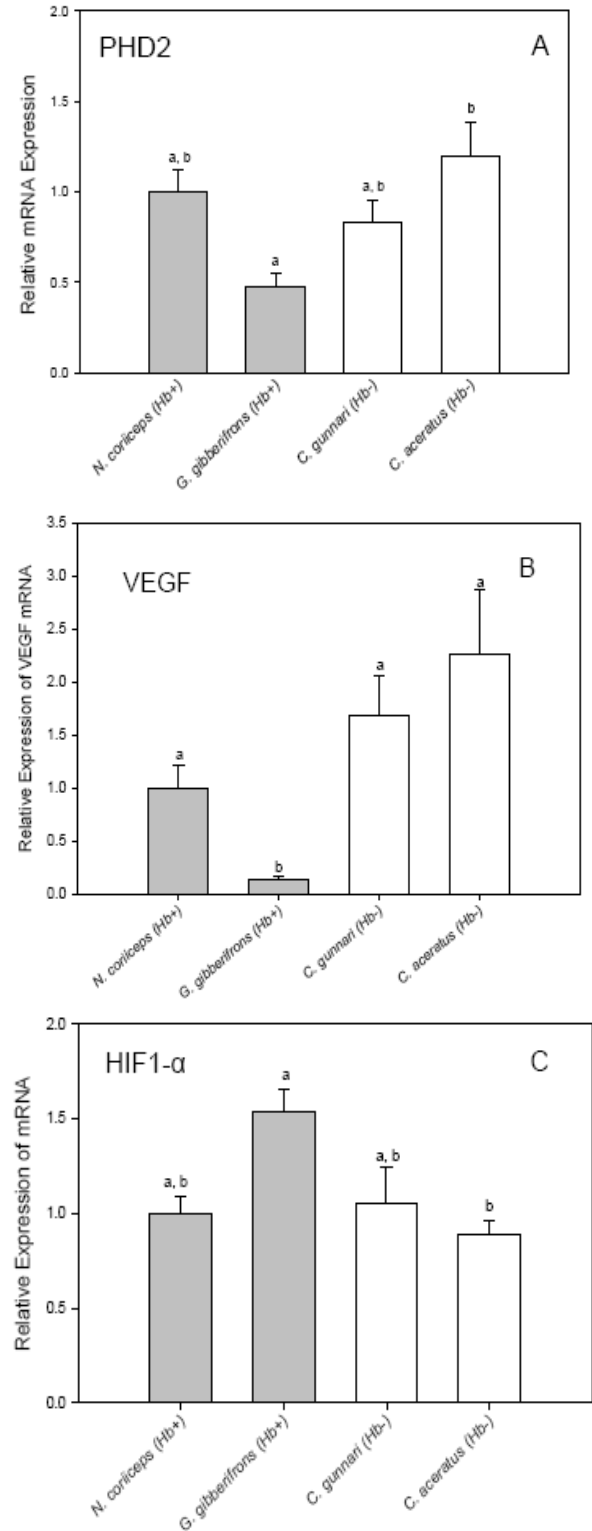 PHD2
A
Relative mRNA Expression
2.0
1.5
1.0
0.5
0.0
a, b
a
a, b
b
N. coriiceps (Hb+)
G. gibberifrons (Hb+)
C. gunnari (Hb-)
C. aceratus (Hb-)
VEGF
B
Relative Expression of VEGF mRNA
3.5
3.0
2.5
2.0
1.5
1.0
0.5
0.0
a
b
a
a
N. coriiceps (Hb+)
G. gibberifrons (Hb+)
C. gunnari (Hb-)
C. aceratus (Hb-)
HIF1-α
C
Relative Expression of mRNA
2.0
1.5
1.0
0.5
0.0
a, b
a
a, b
b
N. coriiceps (Hb+)
G. gibberifrons (Hb+)
C. gunnari (Hb-)
C. aceratus (Hb-)